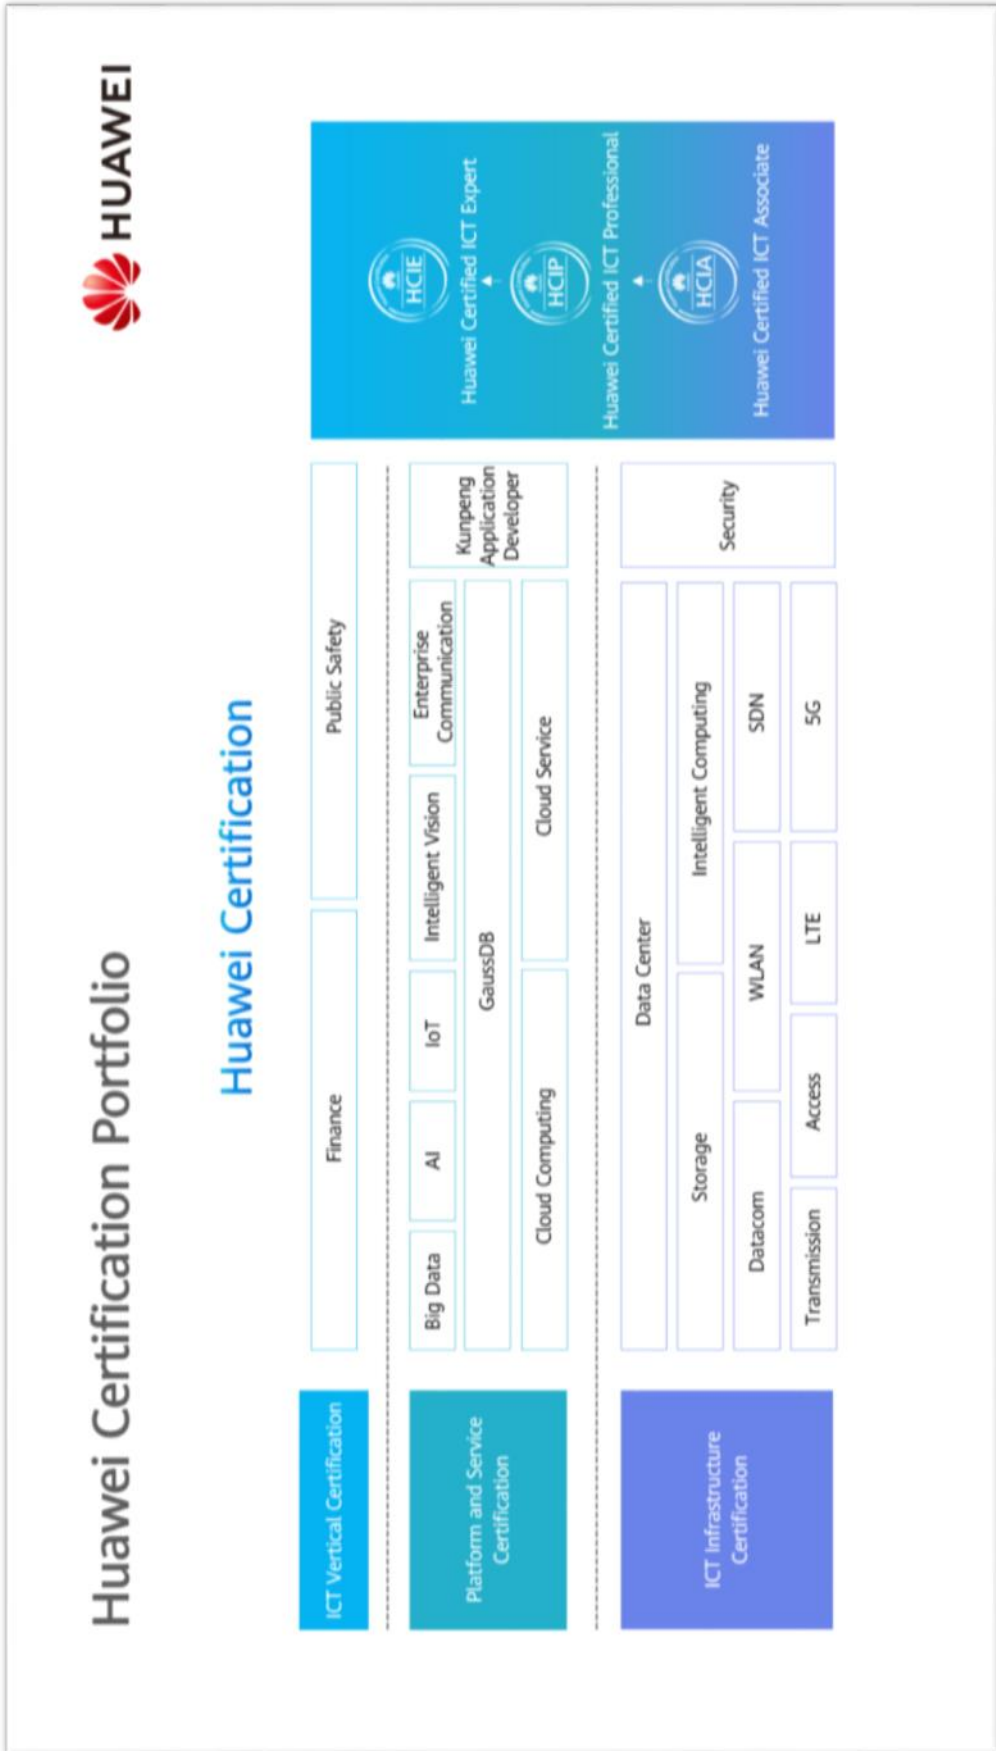 Huawei Certification Portfolio
HUAWEI
Huawei Certification
ICT Vertical Certification
Finance
Public Safety
Platform and Service
Certification
Big Data
AI
IoT
Intelligent Vision
Enterprise
Communication
GaussDB
Cloud Computing
Cloud Service
Kunpeng
Application
Developer
ICT Infrastructure
Certification
Data Center
Storage
Intelligent Computing
Datacom
WLAN
SDN
Transmission
Access
LTE
5G
Security
HCIE
Huawei Certified ICT Expert
HCIP
Huawei Certified ICT Professional
HCIA
Huawei Certified ICT Associate